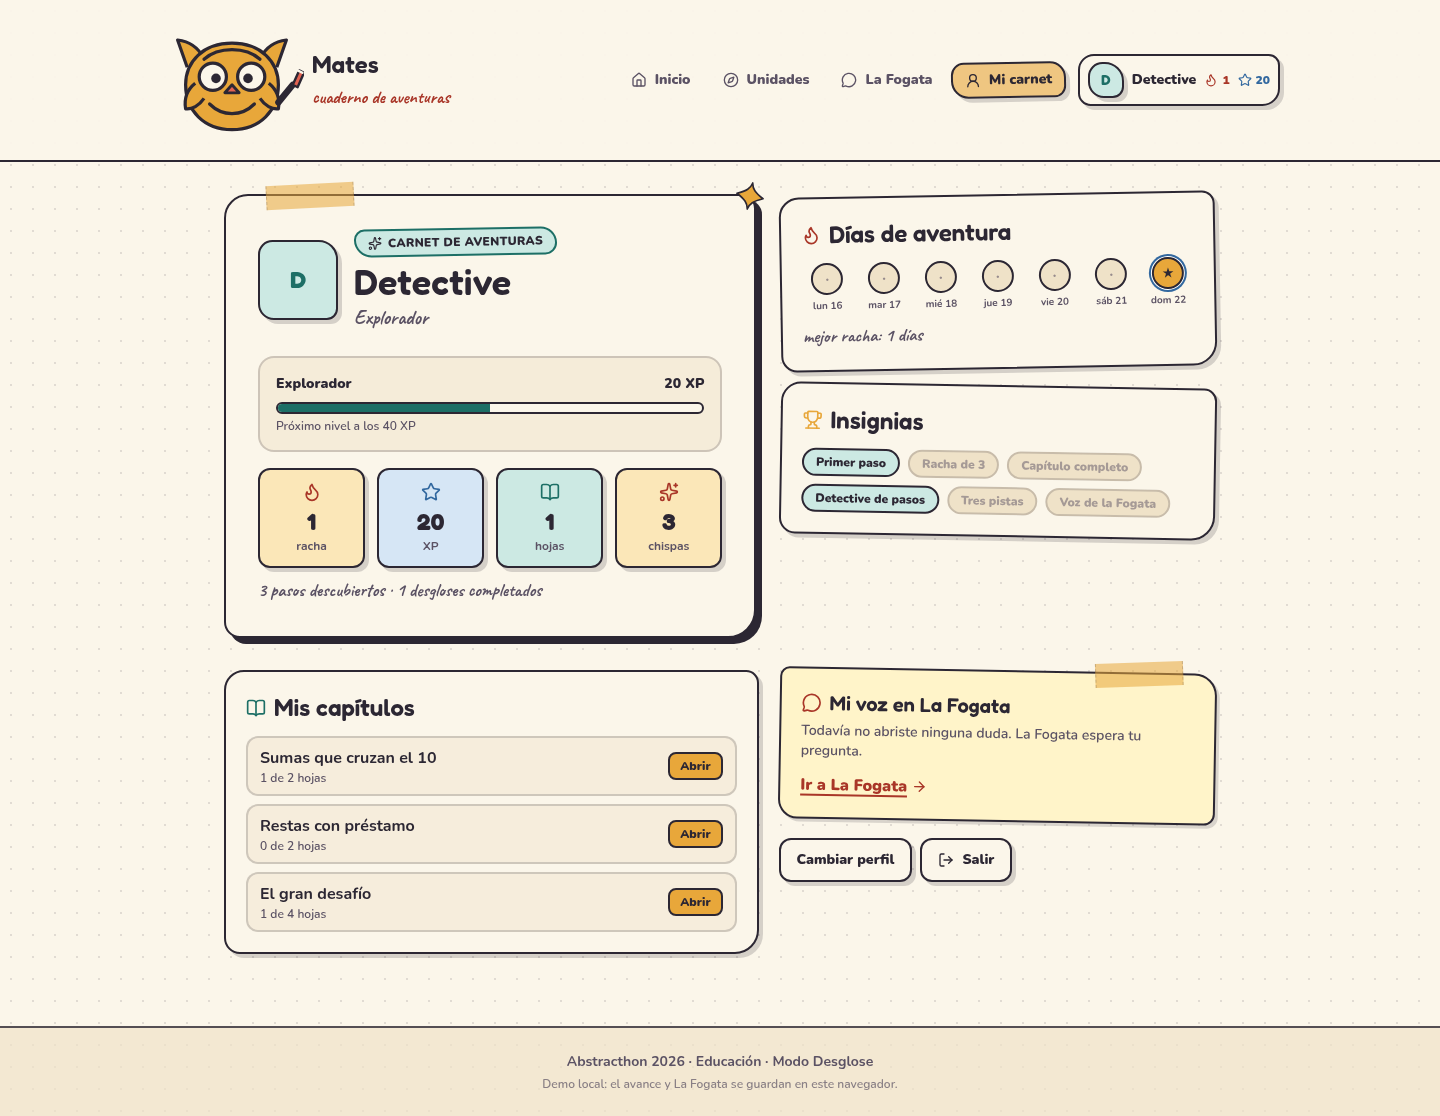 Mates
cuaderno de aventuras
Inicio
Unidades
La Fogata
Mi carnet
D
Detective
1
20
CARNET DE AVENTURAS
D
Detective
Explorador
Explorador
20 XP
Próximo nivel a los 40 XP
1
racha
20
XP
1
hojas
3
chispas
3 pasos descubiertos · 1 desgloses completados
Días de aventura
lun 16
mar 17
mié 18
jue 19
vie 20
sáb 21
dom 22
mejor racha: 1 días
Insignias
Primer paso
Racha de 3
Capítulo completo
Detective de pasos
Tres pistas
Voz de la Fogata
Mis capítulos
Sumas que cruzan el 10
1 de 2 hojas
Abrir
Restas con préstamo
0 de 2 hojas
Abrir
El gran desafío
1 de 4 hojas
Abrir
Mi voz en La Fogata
Todavía no abriste ninguna duda. La Fogata espera tu
pregunta.
Ir a La Fogata →
Cambiar perfil
Salir
Abstracthon 2026 · Educación · Modo Desglose
Demo local: el avance y La Fogata se guardan en este navegador.